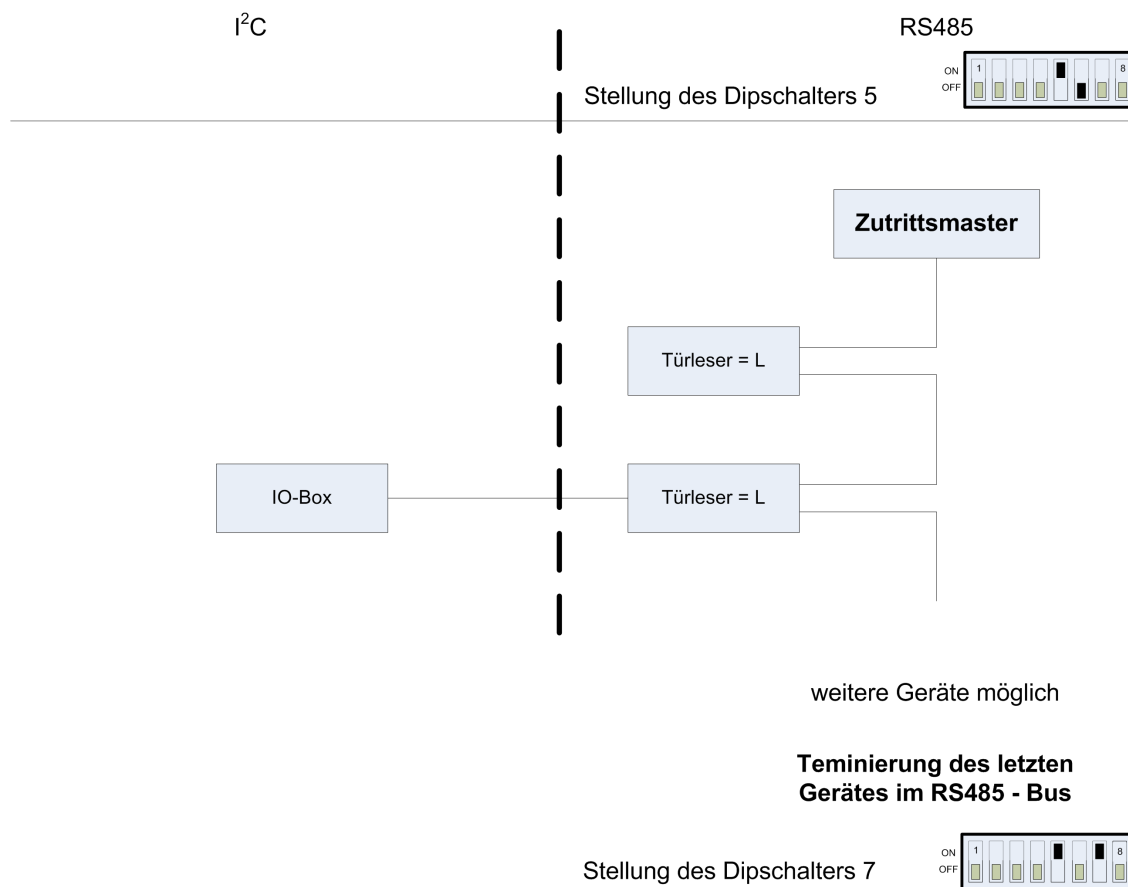 I²C
RS485
ON
OFF
1
8
Stellung des Dipschalters 5
Zutrittsmaster
Türleser = L
IO-Box
Türleser = L
weitere Geräte möglich
Teminierung des letzten
Gerätes im RS485 - Bus
ON
OFF
1
8
Stellung des Dipschalters 7